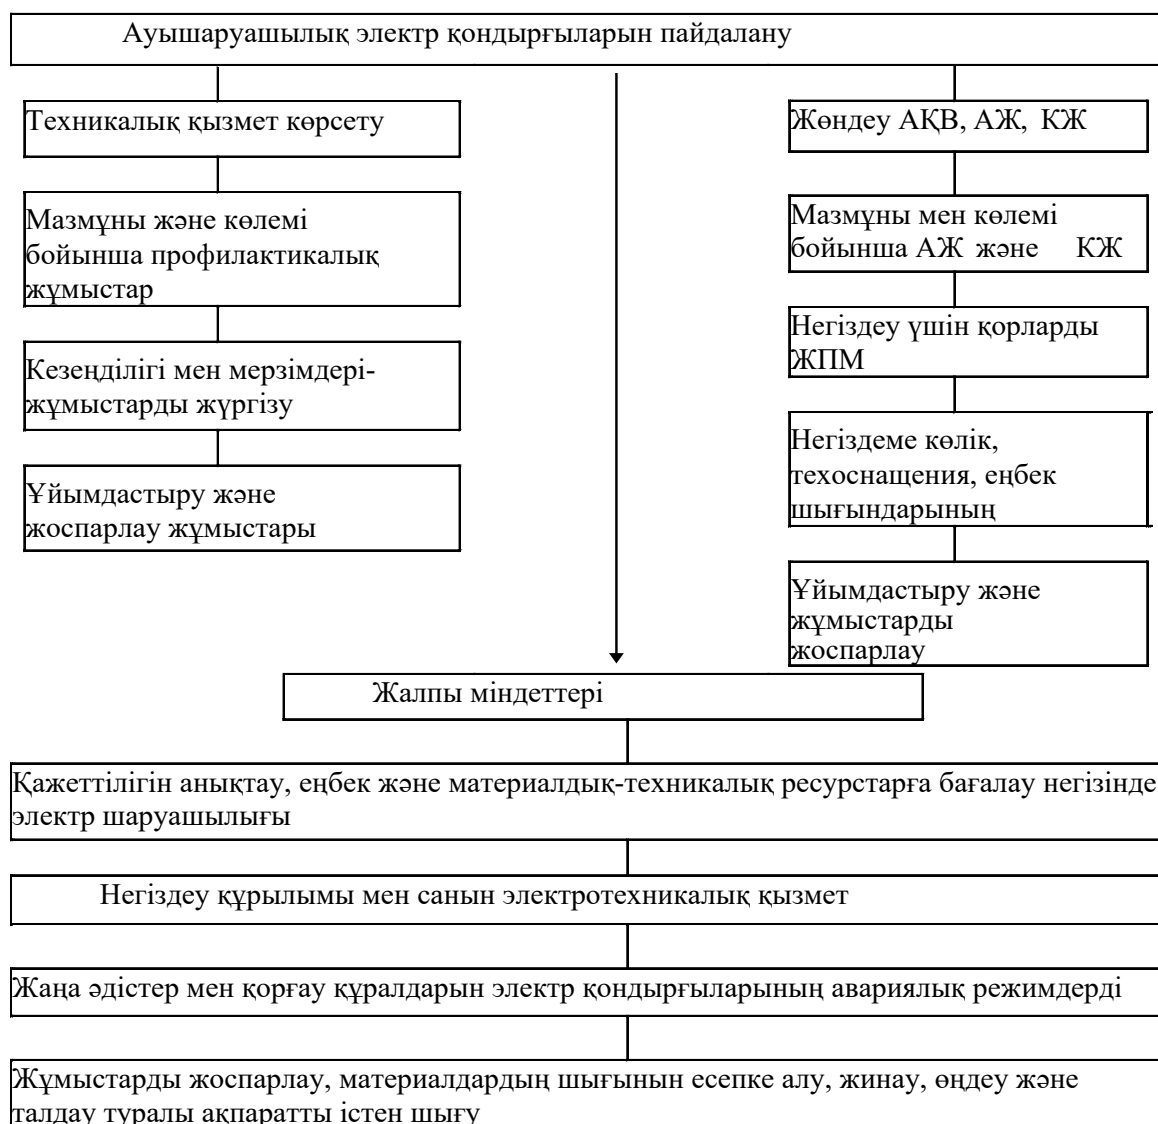 Ауышаруашылық электр қондырғыларын пайдалану
Техникалық қызмет көрсету
Мазмұны және көлемі
бойынша профилактикалық
жұмыстар
Кезеңділігі мен мерзімдері-
жұмыстарды жүргізу
Ұйымдастыру және
жоспарлау жұмыстары
Жөндеу АҚВ, АЖ, КЖ
Мазмұны мен көлемі
бойынша АЖ және КЖ
Негіздеу үшін қорларды
ЖПМ
Негіздеме көлік,
техоснащения, еңбек
шығындарының
Ұйымдастыру және
жұмыстарды
жоспарлау
Жалпы міндеттері
Қажеттілігін анықтау, еңбек және материалдық-техникалық ресурстарға бағалау негізінде
электр шаруашылығы
Негіздеу құрылымы мен санын электротехникалық қызмет
Жаңа әдістер мен қорғау құралдарын электр қондырғыларының авариялық режимдерді
Жұмыстарды жоспарлау, материалдардың шығынын есепке алу, жинау, өңдеу және
талдау туралы ақпаратты істен шығу